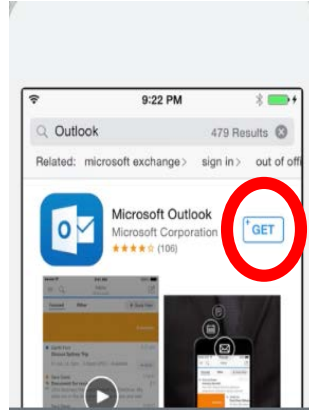 9:22 PM
Outlook 479 Results
Related: microsoft exchange > sign in > out of offi
Microsoft Outlook
Microsoft Corporation
(106)
+GET